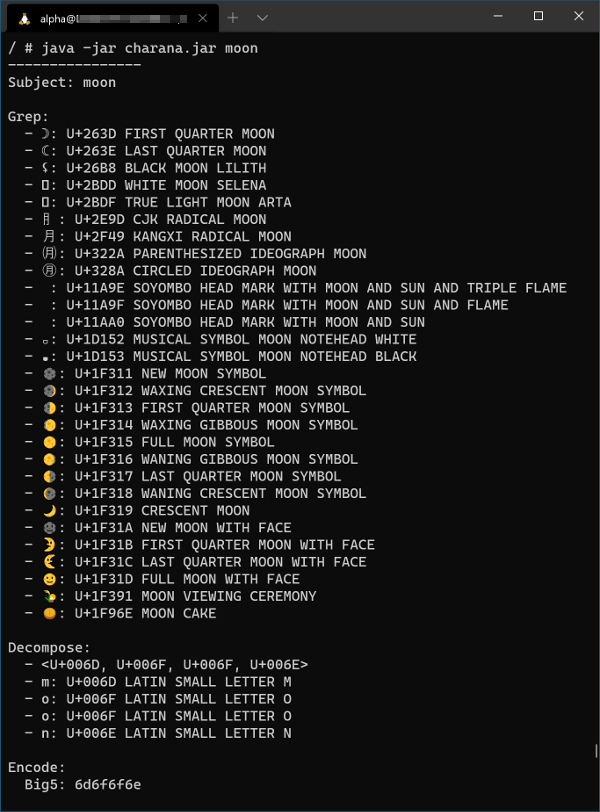 alpha@
/ # java -jar charana.jar moon
----------------
Subject: moon
Grep:
- ☽: U+263D FIRST QUARTER MOON
- ☾: U+263E LAST QUARTER MOON
- ⚸: U+26B8 BLACK MOON LILITH
- ▯: U+2BDD WHITE MOON SELENA
- ▯: U+2BDF TRUE LIGHT MOON ARTA
- ⺝: U+2E9D CJK RADICAL MOON
- ⽉: U+2F49 KANGXI RADICAL MOON
- ㈪: U+322A PARENTHESIZED IDEOGRAPH MOON
- ㊊: U+328A CIRCLED IDEOGRAPH MOON
- : U+11A9E SOYOMBO HEAD MARK WITH MOON AND SUN AND TRIPLE FLAME
- : U+11A9F SOYOMBO HEAD MARK WITH MOON AND SUN AND FLAME
- : U+11AA0 SOYOMBO HEAD MARK WITH MOON AND SUN
- 𝅒: U+1D152 MUSICAL SYMBOL MOON NOTEHEAD WHITE
- 𝅓: U+1D153 MUSICAL SYMBOL MOON NOTEHEAD BLACK
- 🌑: U+1F311 NEW MOON SYMBOL
- 🌒: U+1F312 WAXING CRESCENT MOON SYMBOL
- 🌓: U+1F313 FIRST QUARTER MOON SYMBOL
- 🌔: U+1F314 WAXING GIBBOUS MOON SYMBOL
- 🌕: U+1F315 FULL MOON SYMBOL
- 🌖: U+1F316 WANING GIBBOUS MOON SYMBOL
- 🌗: U+1F317 LAST QUARTER MOON SYMBOL
- 🌘: U+1F318 WANING CRESCENT MOON SYMBOL
- 🌙: U+1F319 CRESCENT MOON
- 🌚: U+1F31A NEW MOON WITH FACE
- 🌛: U+1F31B FIRST QUARTER MOON WITH FACE
- 🌜: U+1F31C LAST QUARTER MOON WITH FACE
- 🌝: U+1F31D FULL MOON WITH FACE
- 🎑: U+1F391 MOON VIEWING CEREMONY
- 🥮: U+1F96E MOON CAKE
Decompose:
- <U+006D, U+006F, U+006F, U+006E>
- m: U+006D LATIN SMALL LETTER M
- o: U+006F LATIN SMALL LETTER O
- o: U+006F LATIN SMALL LETTER O
- n: U+006E LATIN SMALL LETTER N
Encode:
Big5: 6d6f6f6e